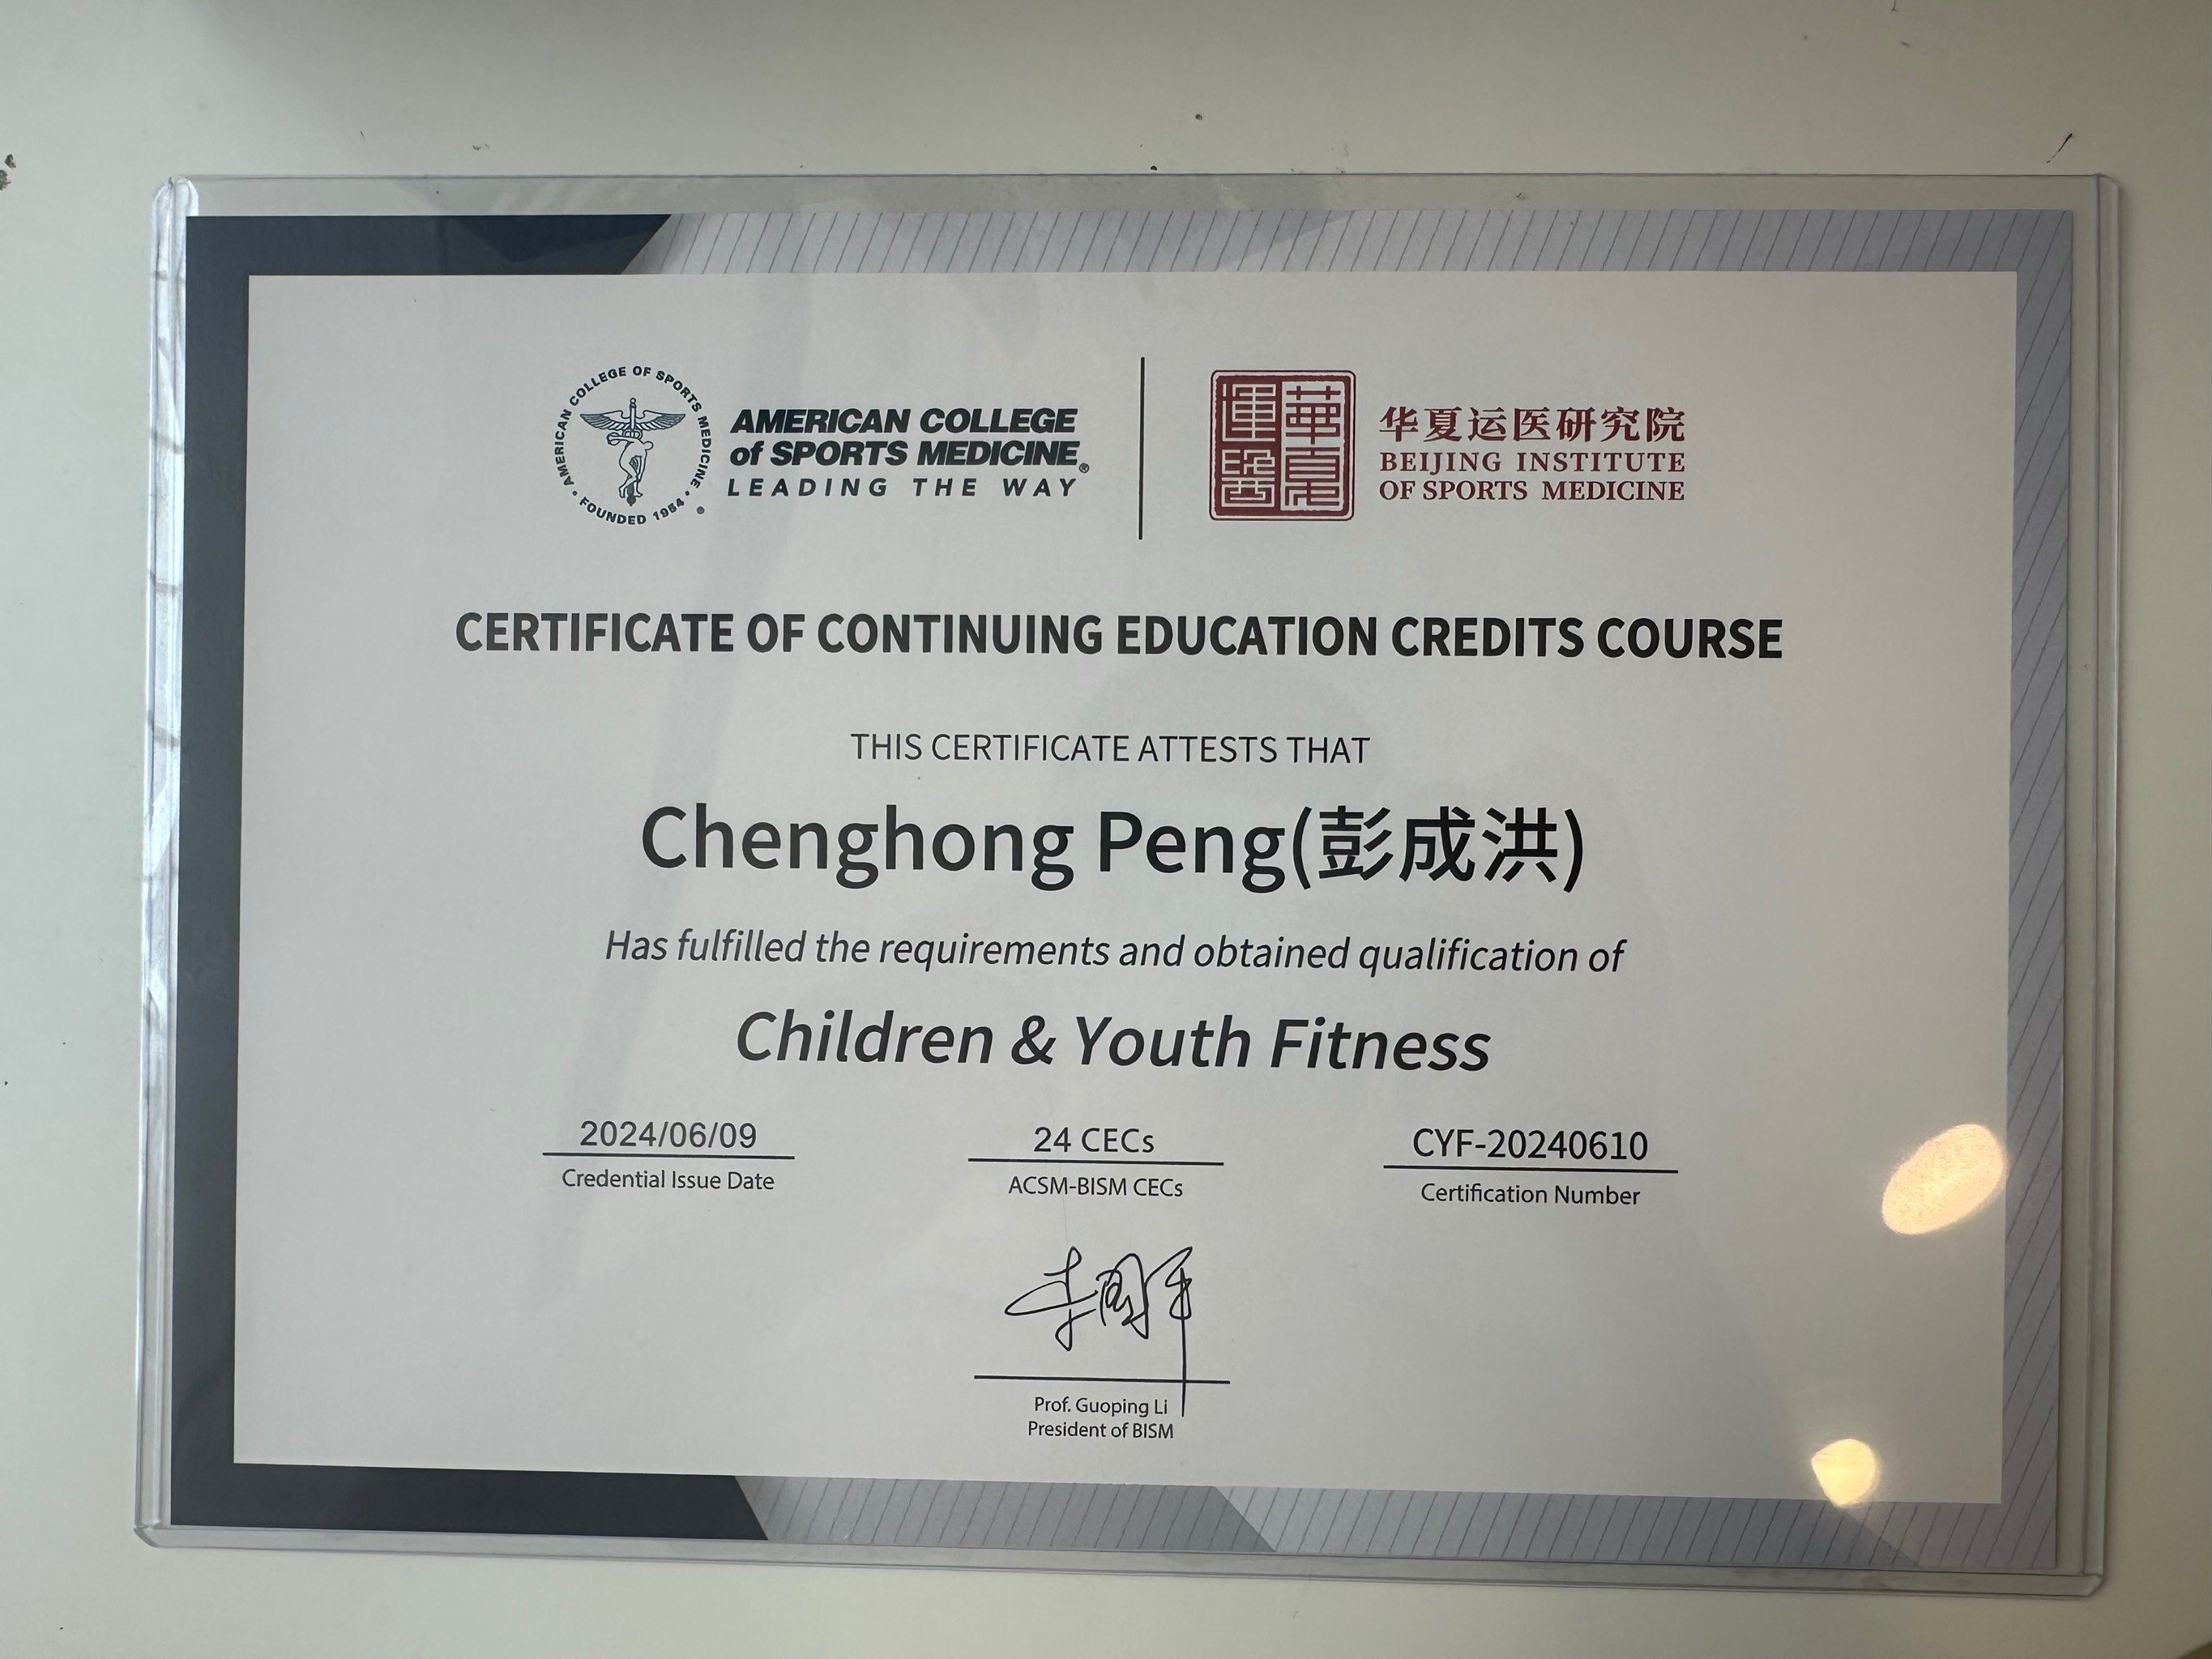 AMERICAN COLLEGE OF SPORTS MEDICINE
• FOUNDED 1954 • ®
AMERICAN COLLEGE
of SPORTS MEDICINE®
LEADING THE WAY
華夏運醫
华夏运医研究院
BEIJING INSTITUTE
OF SPORTS MEDICINE
CERTIFICATE OF CONTINUING EDUCATION CREDITS COURSE
THIS CERTIFICATE ATTESTS THAT
Chenghong Peng(彭成洪)
Has fulfilled the requirements and obtained qualification of
Children & Youth Fitness
2024/06/09
Credential Issue Date
24 CECs
ACSM-BISM CECs
CYF-20240610
Certification Number
李国平
Prof. Guoping Li
President of BISM